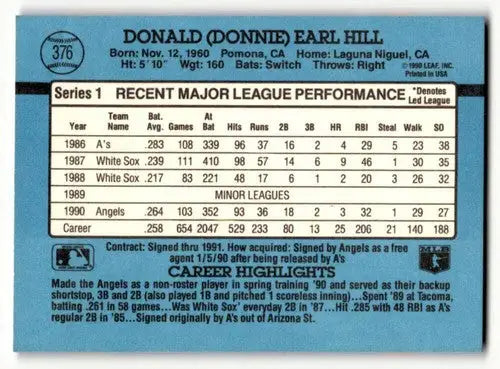 376
DONALD (DONNIE) EARL HILL
Born: Nov. 12, 1960 Pomona, CA Home: Laguna Niguel, CA
Ht: 5'10" Wgt: 160 Bats: Switch Throws: Right
© 1990 LEAF, INC.
Printed in USA
Series 1 RECENT MAJOR LEAGUE PERFORMANCE *Denotes Led League
Year Team Name Bat. Avg. Games At Bat Hits Runs 2B 3B HR RBI Steal Walk SO
1986 A's .283 108 339 96 37 16 2 4 29 5 23 38
1987 White Sox .239 111 410 98 57 14 6 9 46 1 30 35
1988 White Sox .217 83 221 48 17 6 1 2 20 3 26 32
1989 MINOR LEAGUES
1990 Angels .264 103 352 93 36 18 2 3 32 1 29 27
Career .258 654 2047 529 233 80 13 25 206 21 140 188
Contract: Signed thru 1991. How acquired: Signed by Angels as a free
agent 1/5/90 after being released by A's
CAREER HIGHLIGHTS
Made the Angels as a non-roster player in spring training '90 and served as their backup
shortstop, 3B and 2B (also played 1B and pitched 1 scoreless inning)...Spent '89 at Tacoma,
batting .261 in 58 games...Was White Sox' everyday 2B in '87...Hit .285 with 48 RBI as A's
regular 2B in '85...Signed originally by A's out of Arizona St.